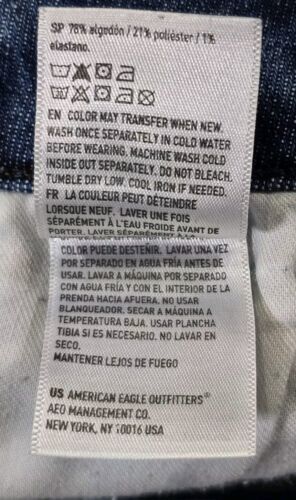 SP 78% algodón / 21% poliéster / 1%
elastano.
EN COLOR MAY TRANSFER WHEN NEW.
WASH ONCE SEPARATELY IN COLD WATER
BEFORE WEARING. MACHINE WASH COLD
INSIDE OUT SEPARATELY. DO NOT BLEACH.
TUMBLE DRY LOW. COOL IRON IF NEEDED.
FR LA COULEUR PEUT DÉTEINDRE
LORSQUE NEUF. LAVER UNE FOIS
SÉPARÉMENT À L'EAU FROIDE AVANT DE
PORTER. LAVER SÉPARÉMENT À L'ENVERS
COLOR PUEDE DESTEÑIR. LAVAR UNA VEZ
POR SEPARADO EN AGUA FRÍA ANTES DE
USAR. LAVAR A MÁQUINA POR SEPARADO
CON AGUA FRÍA Y CON EL INTERIOR DE LA
PRENDA HACIA AFUERA. NO USAR
BLANQUEADOR. SECAR A MÁQUINA A
TEMPERATURA BAJA. USAR PLANCHA
TIBIA SI ES NECESARIO. NO LAVAR EN
SECO.
MANTENER LEJOS DE FUEGO
US AMERICAN EAGLE OUTFITTERS®
AEO MANAGEMENT CO.
NEW YORK, NY 10016 USA